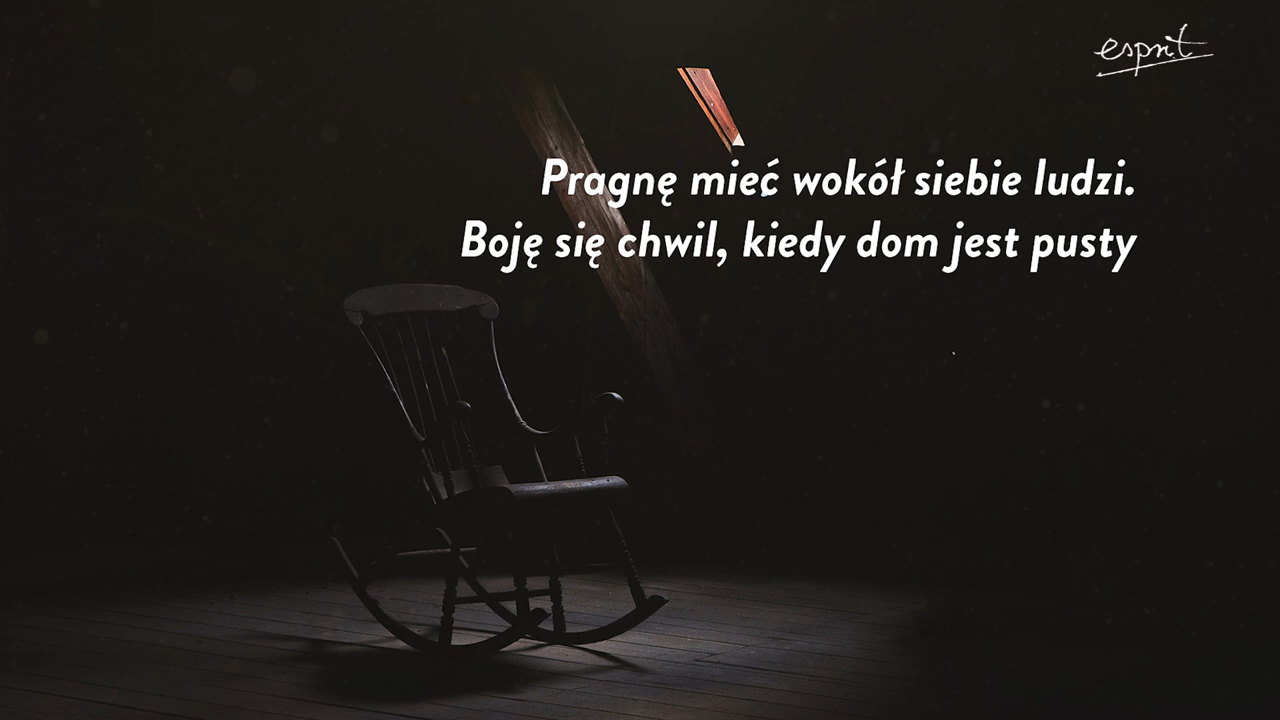 esprit
Pragnę mieć wokół siebie ludzi.
Boję się chwil, kiedy dom jest pusty